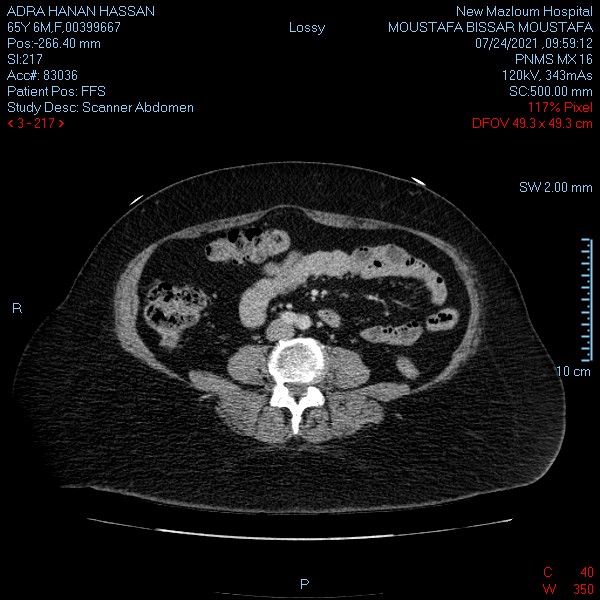 ADRA HANAN HASSAN
65Y 6M,F,00399667
Pos:-266.40 mm
SI:217
Acc#: 83036
Patient Pos: FFS
Study Desc: Scanner Abdomen
< 3 - 217 >
Lossy
New Mazloum Hospital
MOUSTAFA BISSAR MOUSTAFA
07/24/2021 ,09:59:12
PNMS MX 16
120kV, 343mAs
SC:500.00 mm
117% Pixel
DFOV 49.3 x 49.3 cm
SW 2.00 mm
R
10 cm
P
C 40
W 350